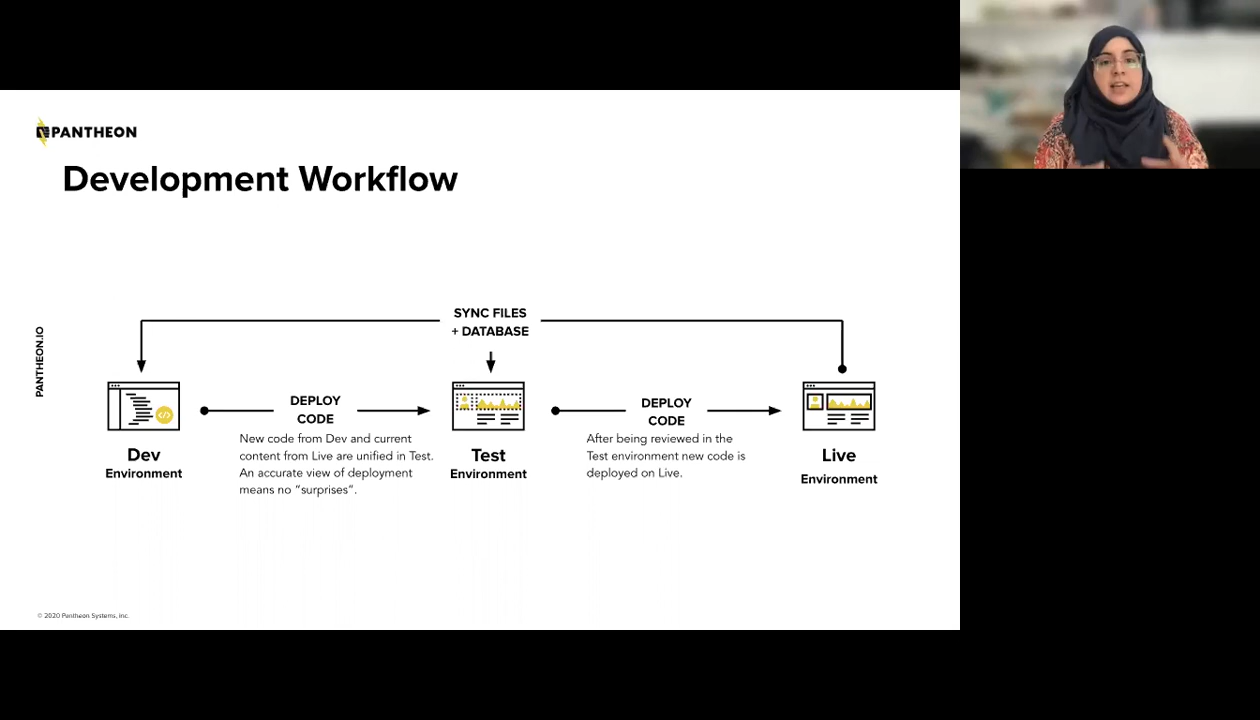 PANTHEON
Development Workflow
PANTHEON.IO
SYNC FILES
+ DATABASE
DEPLOY
CODE
New code from Dev and current
content from Live are unified in Test.
An accurate view of deployment
means no “surprises”.
DEPLOY
CODE
After being reviewed in the
Test environment new code is
deployed on Live.
Dev
Environment
Test
Environment
Live
Environment
© 2020 Pantheon Systems, Inc.